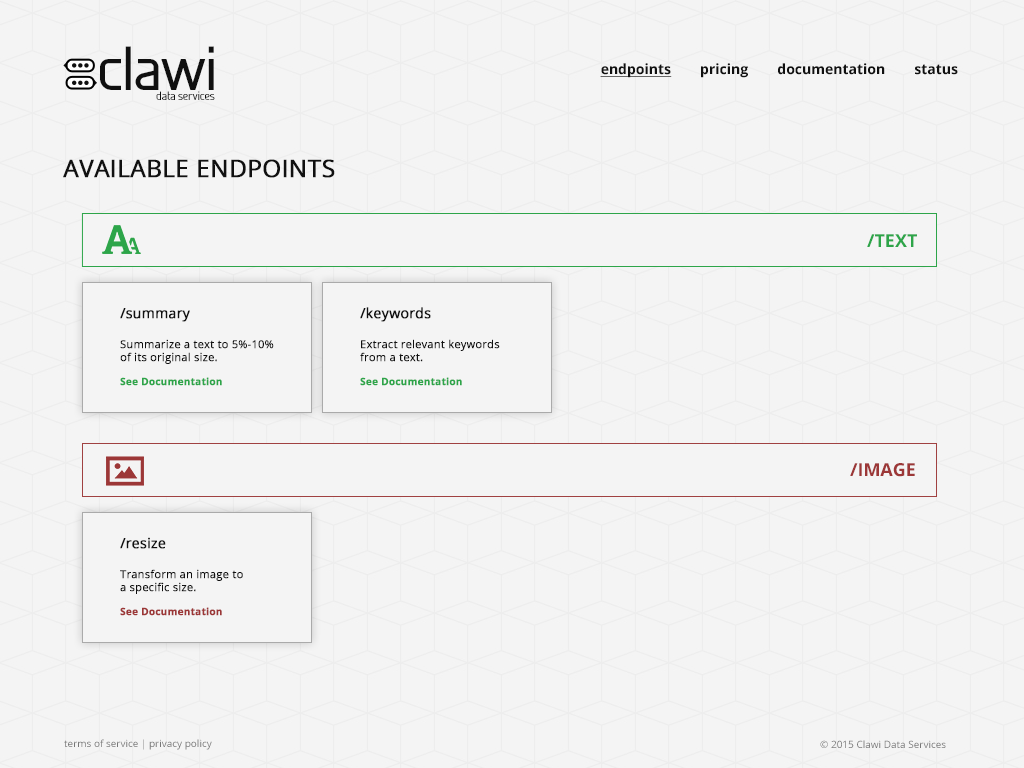 clawi
data services
endpoints pricing documentation status
AVAILABLE ENDPOINTS
/TEXT
/summary
Summarize a text to 5%-10%
of its original size.
See Documentation
/keywords
Extract relevant keywords
from a text.
See Documentation
/IMAGE
/resize
Transform an image to
a specific size.
See Documentation
terms of service | privacy policy
© 2015 Clawi Data Services